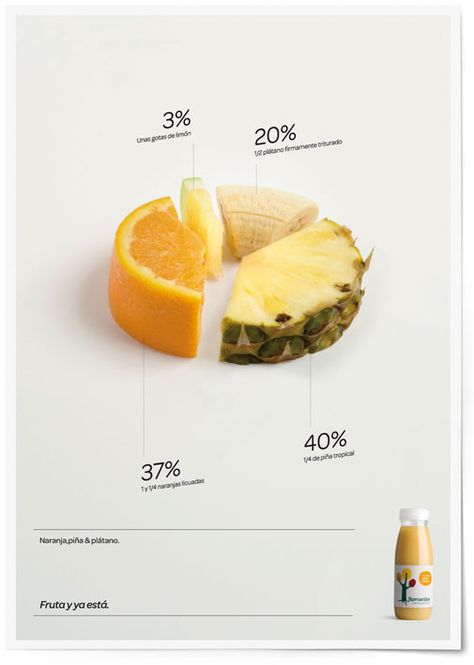 3%
Unas gotas de limón
20%
1/2 plátano firmamente triturado
37%
1 y 1/4 naranjas licuadas
40%
1/4 de piña tropical
Naranja,piña & plátano.
Fruta y ya está.